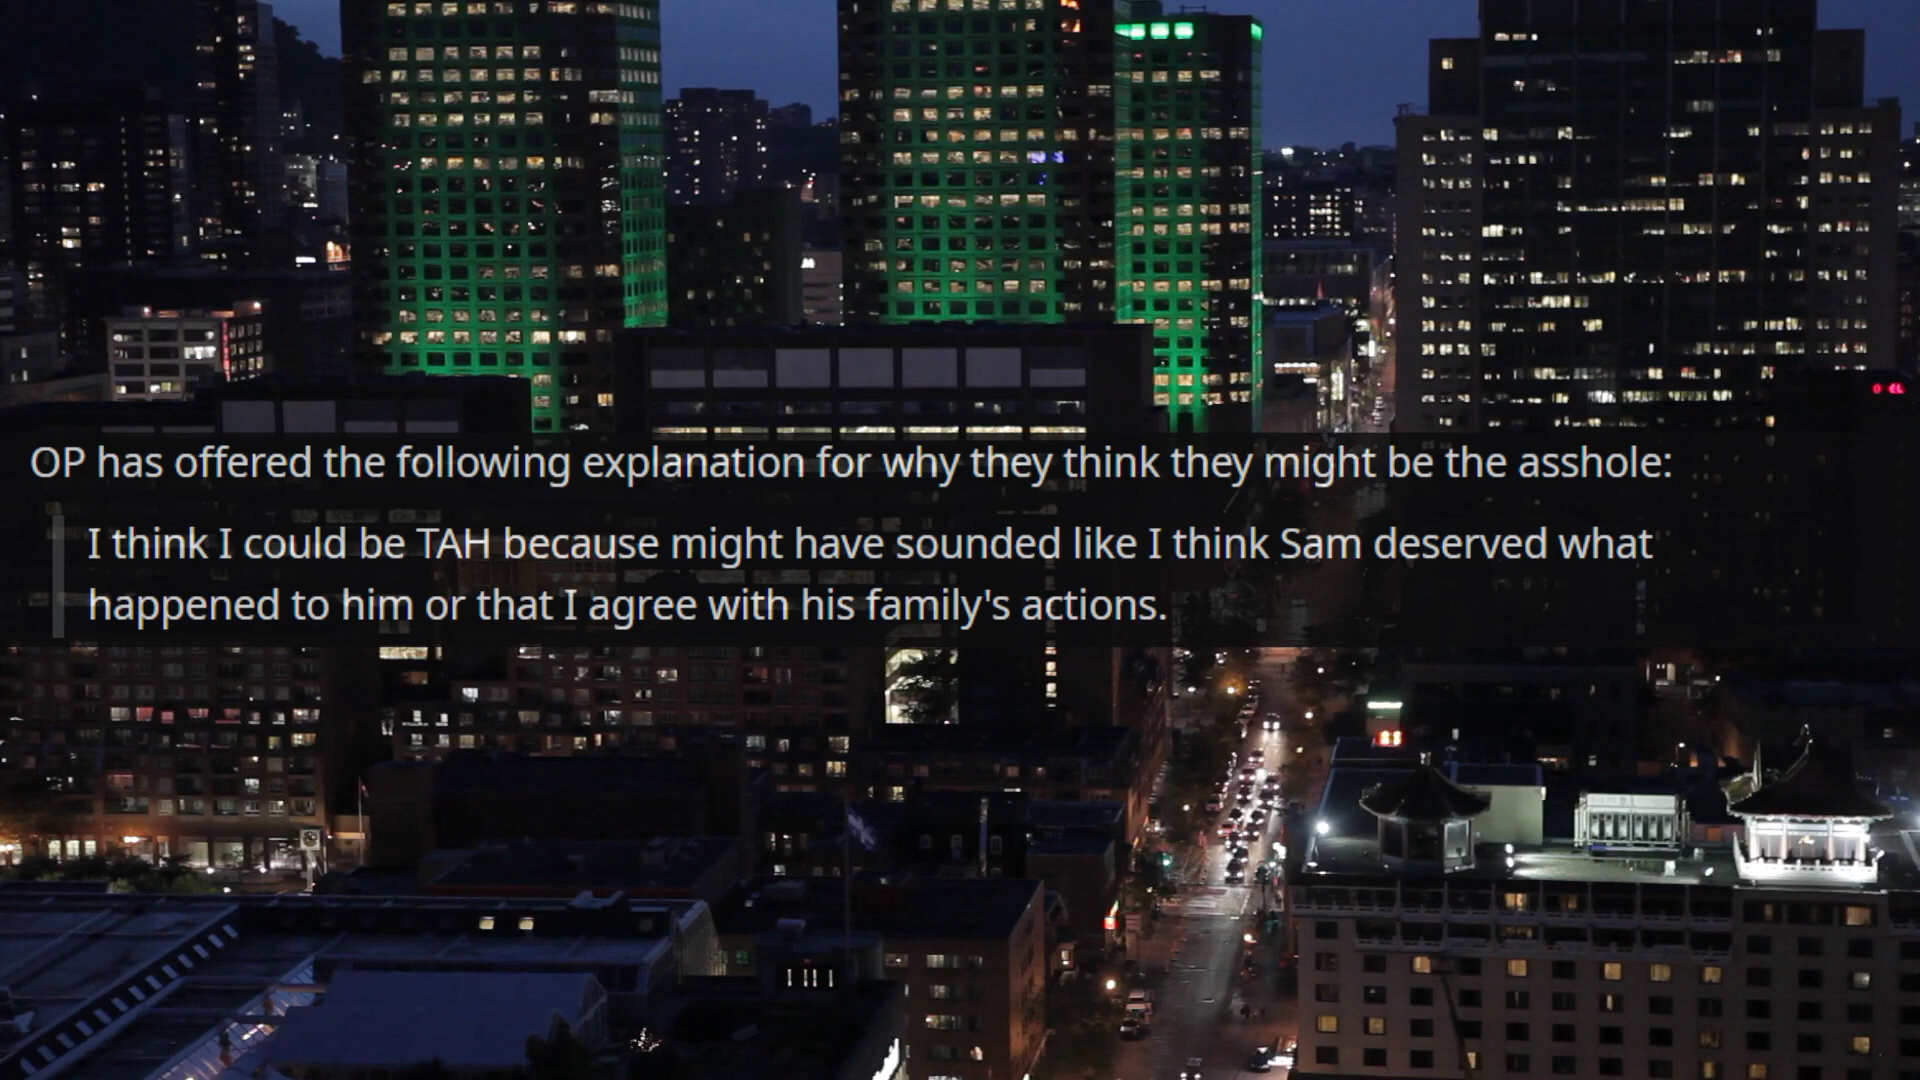 OP has offered the following explanation for why they think they might be the asshole:
I think I could be TAH because might have sounded like I think Sam deserved what
happened to him or that I agree with his family's actions.